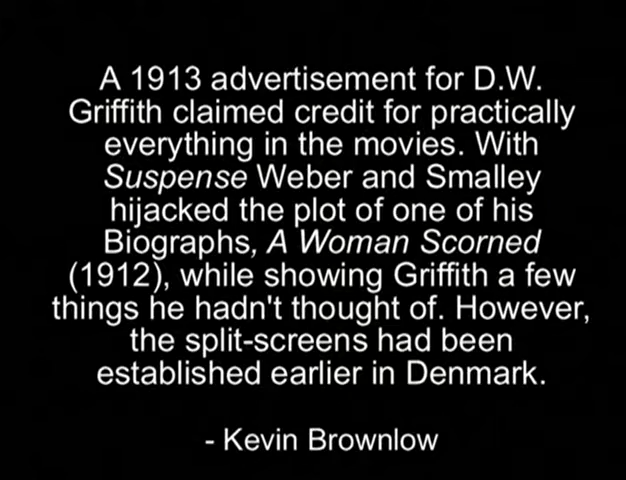 A 1913 advertisement for D.W.
Griffith claimed credit for practically
everything in the movies. With
Suspense Weber and Smalley
hijacked the plot of one of his
Biographs, A Woman Scorned
(1912), while showing Griffith a few
things he hadn't thought of. However,
the split-screens had been
established earlier in Denmark.
- Kevin Brownlow